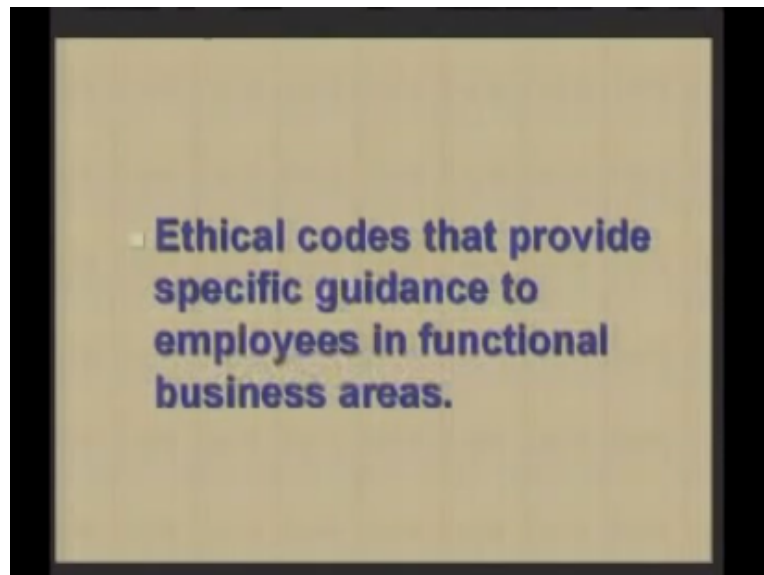 Ethical codes that provide
specific guidance to
employees in functional
business areas.